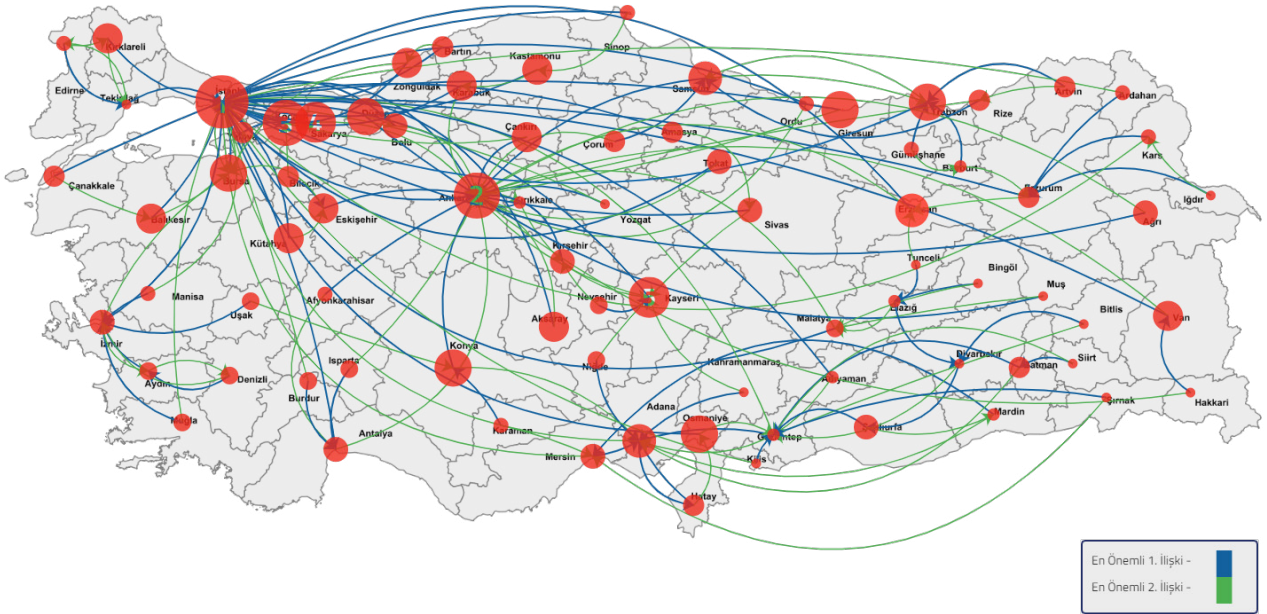 Sinop
Kırklareli
Bartın
Kastamonu
Edirne
Tekirdağ
Zonguldak
Karabük
Samsun
Artvin
Ardahan
Trabzon
Rize
Ordu
Giresun
Sakarya
Bolu
Çankırı
Çorum
Amasya
Gümüşhane
Kars
Bayburt
Tokat
Çanakkale
Bursa
Bilecik
2
Kırıkkale
Erzurum
Iğdır
Balıkesir
Eskişehir
Yozgat
Sivas
Erzincan
Ağrı
Kütahya
Kırşehir
Tunceli
Bingöl
Manisa
Uşak
Afyonkarahisar
Nevşehir
5
Kayseri
Muş
Elazığ
Bitlis
Aksaray
Malatya
Van
İzmir
Konya
Isparta
Niğde
Kahramanmaraş
Diyarbakır
Batman
Siirt
Aydın
Denizli
Burdur
Adıyaman
Hakkari
Şırnak
Adana
Osmaniye
Mardin
Muğla
Karaman
Antalya
Gaziantep
Mersin
Kilis
Hatay
En Önemli 1. İlişki -
En Önemli 2. İlişki -